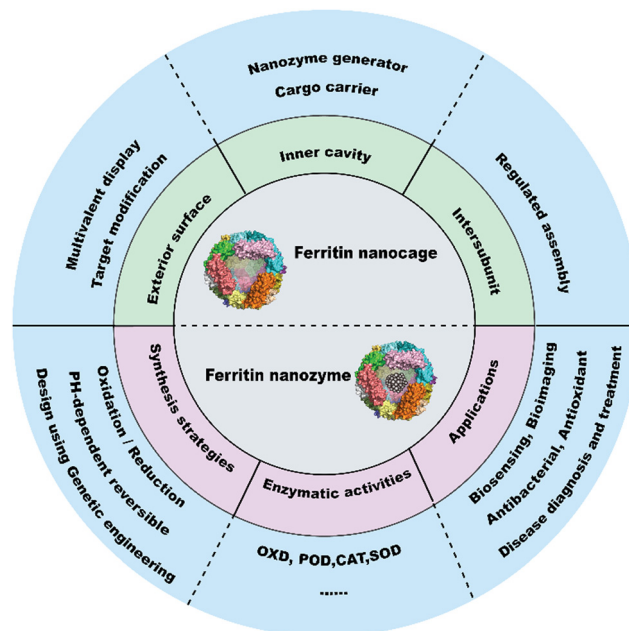 Nanozyme generator
Cargo carrier
Inner cavity
Multivalent display
Target modification
Exterior surface
Regulated assembly
Intersubunit
Ferritin nanocage
Ferritin nanozyme
Synthesis strategies
Oxidation / Reduction
PH-dependent reversible
Design using Genetic engineering
Enzymatic activities
OXD, POD,CAT,SOD
......
Applications
Biosensing, Bioimaging
Antibacterial, Antioxidant
Disease diagnosis and treatment